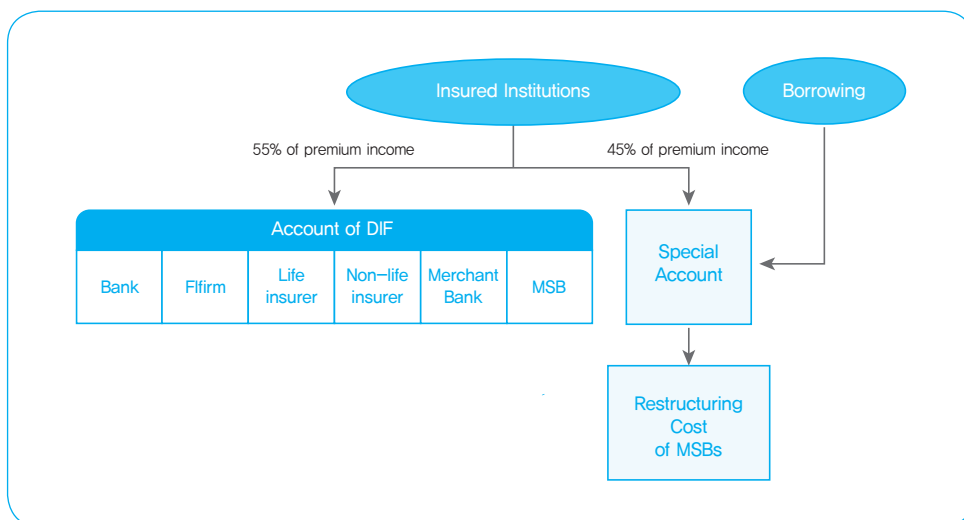 Insured Institutions
Borrowing
55% of premium income
45% of premium income
Account of DIF
Bank
FIfirm
Life
insurer
Non-life
insurer
Merchant
Bank
MSB
Special
Account
Restructuring
Cost
of MSBs